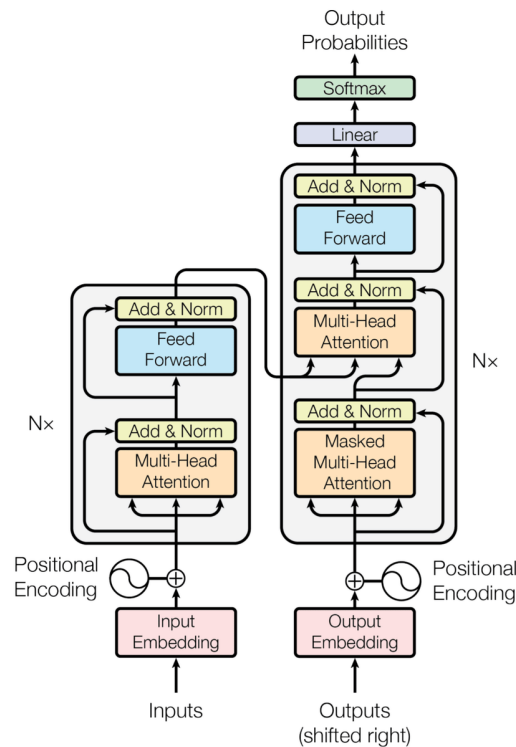 Output
Probabilities
Softmax
Linear
Add & Norm
Feed
Forward
Add & Norm
Multi-Head
Attention
Add & Norm
Masked
Multi-Head
Attention
Nx
Add & Norm
Feed
Forward
Add & Norm
Multi-Head
Attention
Nx
Positional
Encoding
Input
Embedding
Inputs
Positional
Encoding
Output
Embedding
Outputs
(shifted right)